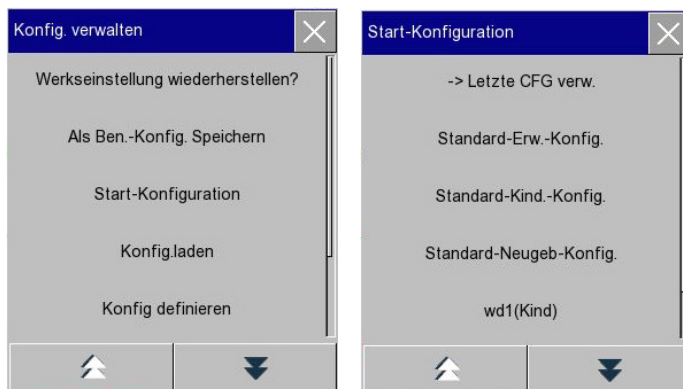 Konfig. verwalten
Werkseinstellung wiederherstellen?
Als Ben.-Konfig. Speichern
Start-Konfiguration
Konfig.laden
Konfig definieren
Start-Konfiguration
-> Letzte CFG verw.
Standard-Erw.-Konfig.
Standard-Kind.-Konfig.
Standard-Neugeb-Konfig.
wd1(Kind)